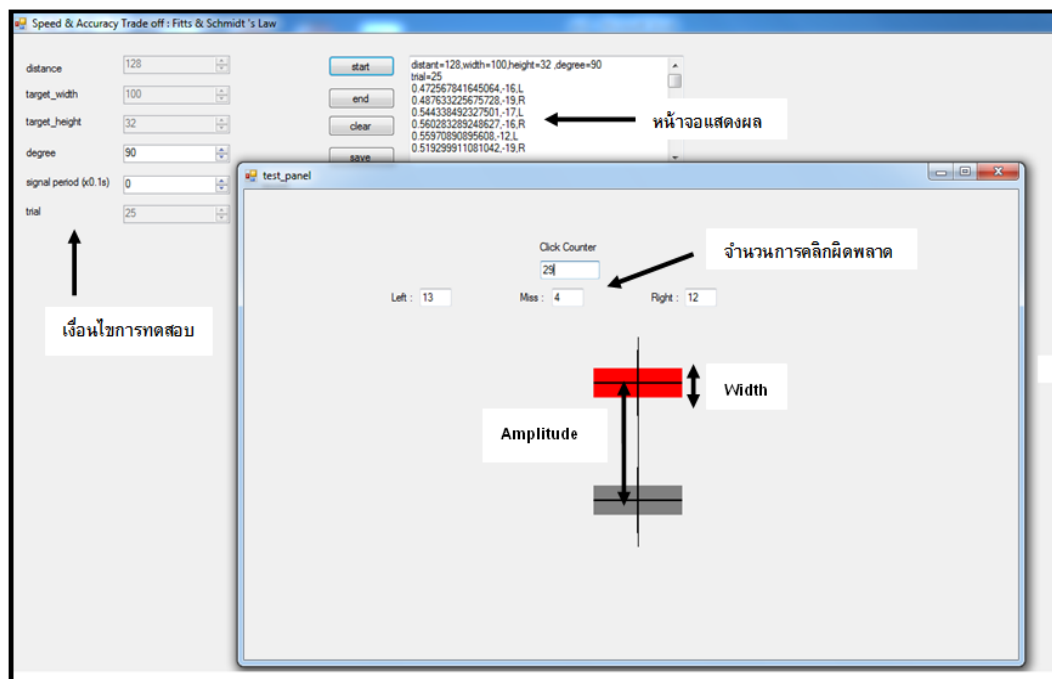 Speed & Accuracy Trade off : Fitts & Schmidt 's Law
distance 128
target_width 100
target_height 32
degree 90
signal period (x0.1s) 0
trial 25
เงื่อนไขการทดสอบ
start
end
clear
save
distant=128,width=100,height=32 ,degree=90
trial=25
0.472567841645064,-16,L
0.487633225675728,-19,R
0.544338492327501,-17,L
0.560283289248627,-16,R
0.55970890895608,-12,L
0.519299911081042,-19,R
หน้าจอแสดงผล
test_panel
Click Counter
29
Left : 13 Miss : 4 Right : 12
จำนวนการคลิกผิดพลาด
Width
Amplitude